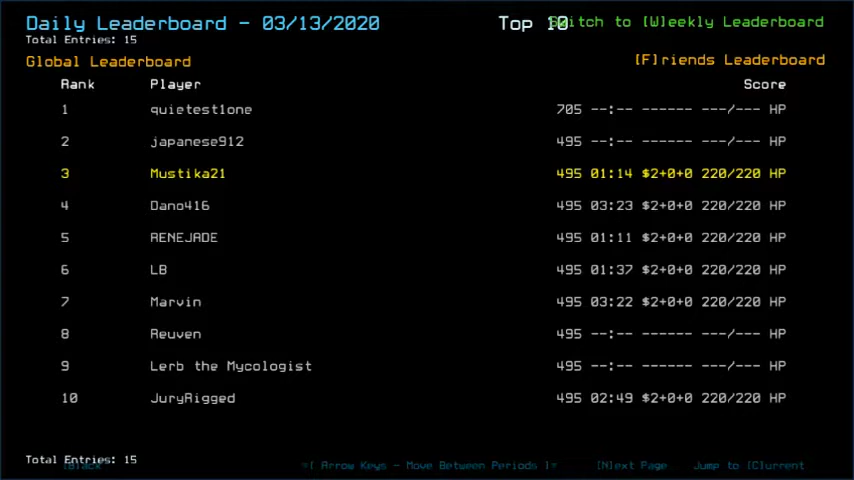 Daily Leaderboard - 03/13/2020 Top 10 Switch to [W]eekly Leaderboard
Total Entries: 15
Global Leaderboard [F]riends Leaderboard
Rank Player Score
1 quietest1one 705 --:-- ------ ---/--- HP
2 japanese912 495 --:-- ------ ---/--- HP
3 Mustika21 495 01:14 $2+0+0 220/220 HP
4 Dano416 495 03:23 $2+0+0 220/220 HP
5 RENEJADE 495 01:11 $2+0+0 220/220 HP
6 LB 495 01:37 $2+0+0 220/220 HP
7 Marvin 495 03:22 $2+0+0 220/220 HP
8 Reuven 495 --:-- ------ ---/--- HP
9 Lerb the Mycologist 495 --:-- ------ ---/--- HP
10 JuryRigged 495 02:49 $2+0+0 220/220 HP
Total Entries: 15
[B]ack =[ Arrow Keys - Move Between Periods ]= [N]ext Page Jump to [C]urrent